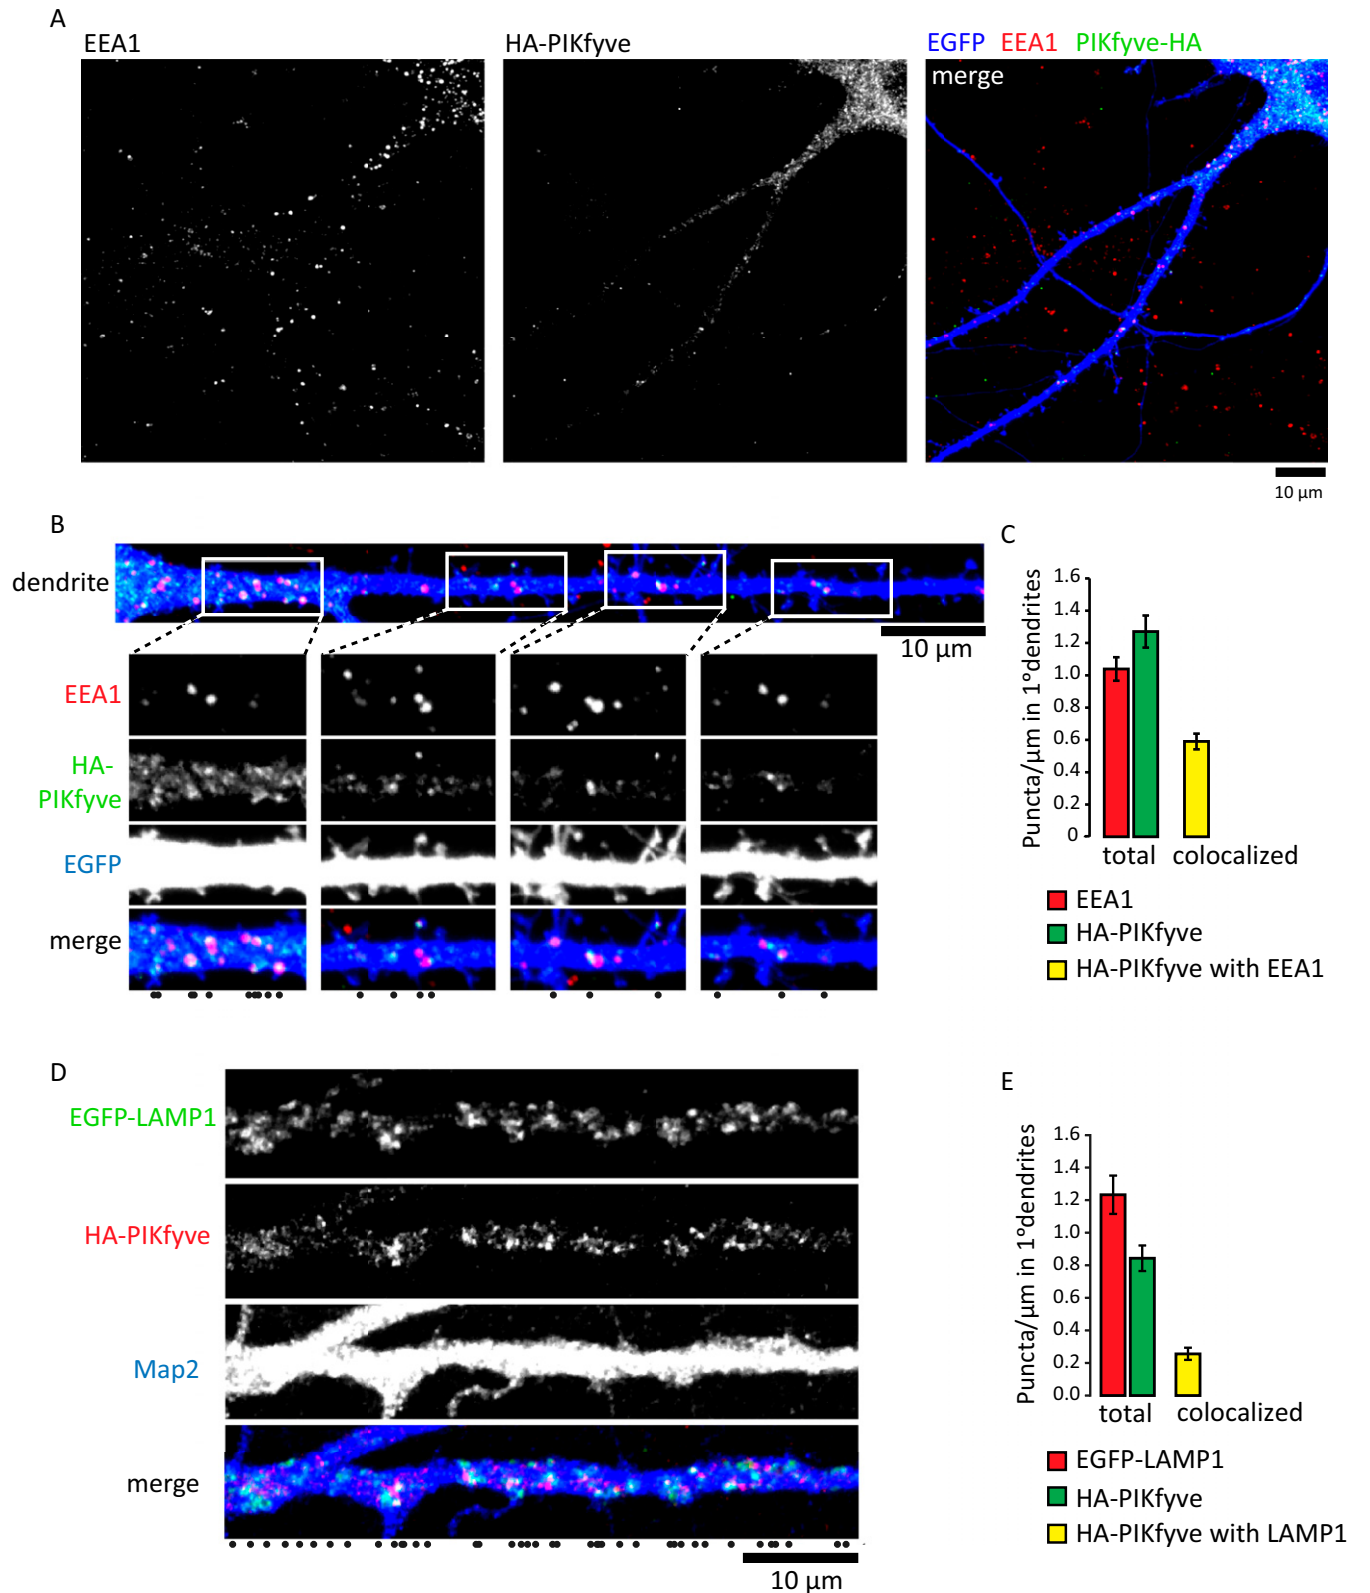 A
EEA1
HA-PIKfyve
EGFP EEA1 PIKfyve-HA
merge
10 µm
B
dendrite
10 µm
EEA1
HA-
PIKfyve
EGFP
merge
C
Puncta/µm in 1°dendrites
1.6
1.4
1.2
1.0
0.8
0.6
0.4
0.2
0
total colocalized
EEA1
HA-PIKfyve
HA-PIKfyve with EEA1
D
EGFP-LAMP1
HA-PIKfyve
Map2
merge
10 µm
E
Puncta/µm in 1°dendrites
1.6
1.4
1.2
1.0
0.8
0.6
0.4
0.2
0.0
total colocalized
EGFP-LAMP1
HA-PIKfyve
HA-PIKfyve with LAMP1